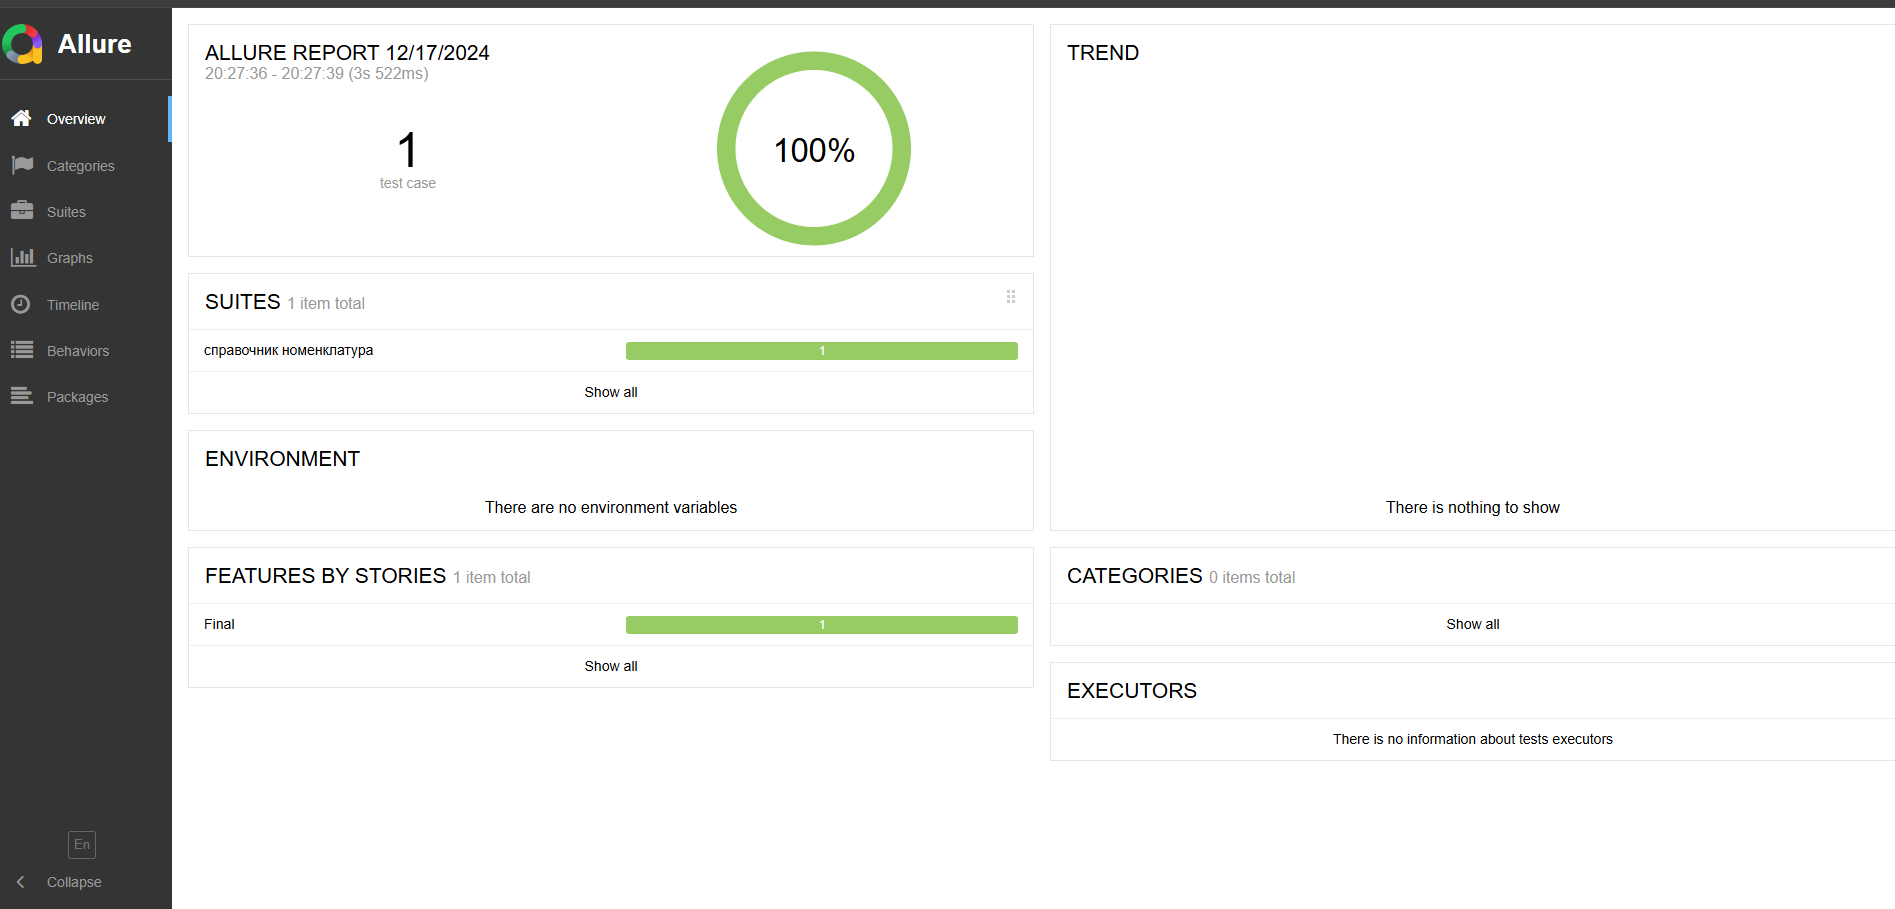 Allure
Overview
Categories
Suites
Graphs
Timeline
Behaviors
Packages
En
Collapse
ALLURE REPORT 12/17/2024
20:27:36 - 20:27:39 (3s 522ms)
1
test case
100%
SUITES 1 item total
справочник номенклатура 1
Show all
ENVIRONMENT
There are no environment variables
FEATURES BY STORIES 1 item total
Final 1
Show all
TREND
There is nothing to show
CATEGORIES 0 items total
Show all
EXECUTORS
There is no information about tests executors